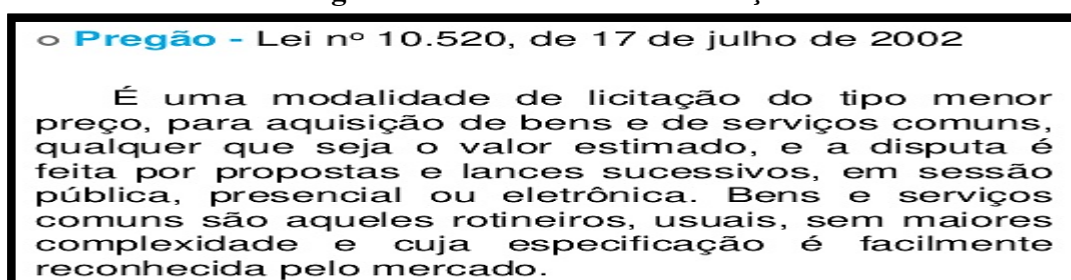 ○ Pregão - Lei nº 10.520, de 17 de julho de 2002
É uma modalidade de licitação do tipo menor
preço, para aquisição de bens e de serviços comuns,
qualquer que seja o valor estimado, e a disputa é
feita por propostas e lances sucessivos, em sessão
pública, presencial ou eletrônica. Bens e serviços
comuns são aqueles rotineiros, usuais, sem maiores
complexidade e cuja especificação é facilmente
reconhecida pelo mercado.